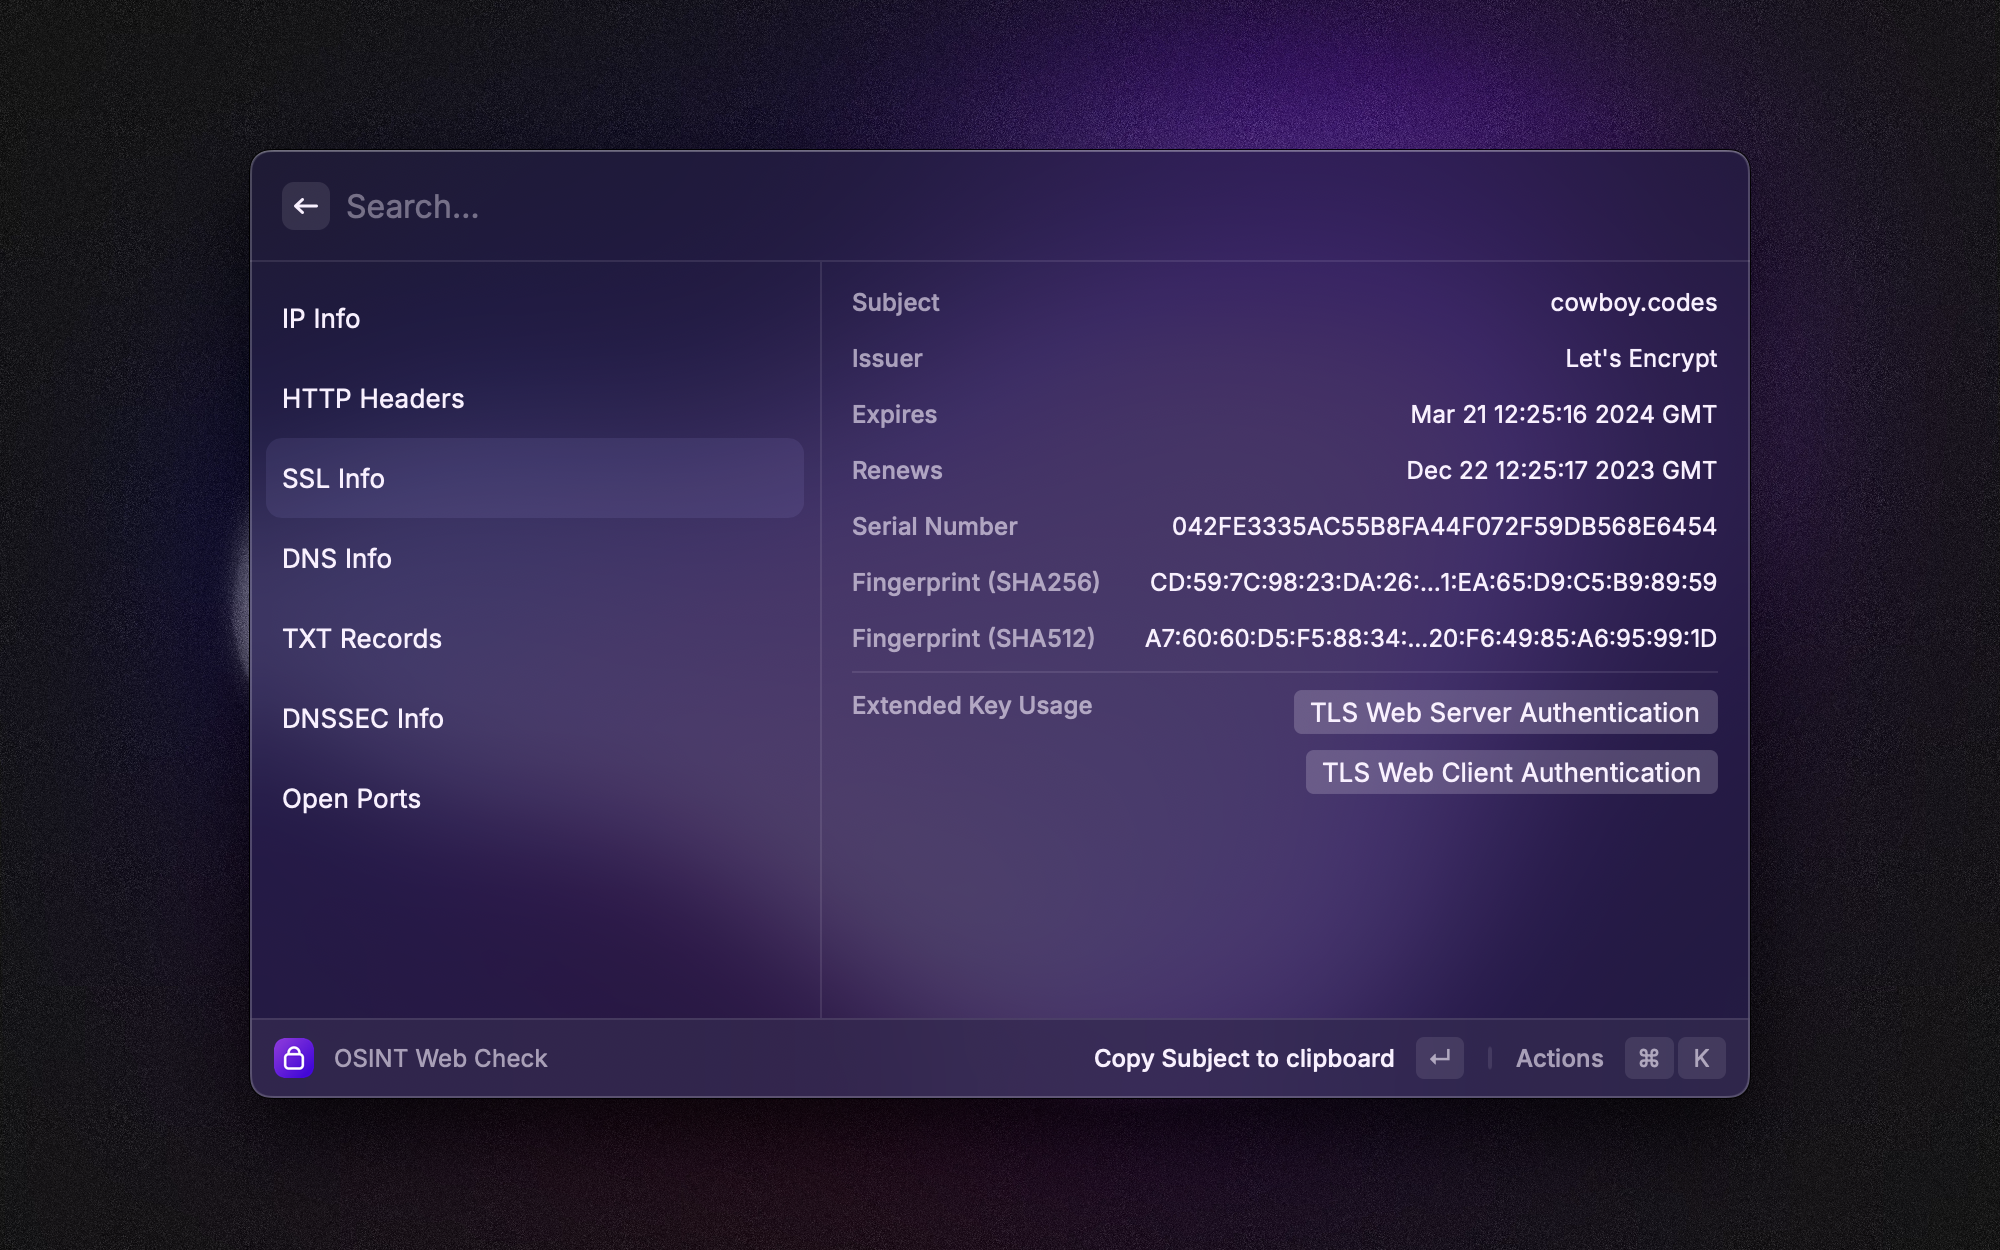 Search...
IP Info
HTTP Headers
SSL Info
DNS Info
TXT Records
DNSSEC Info
Open Ports
Subject cowboy.codes
Issuer Let's Encrypt
Expires Mar 21 12:25:16 2024 GMT
Renews Dec 22 12:25:17 2023 GMT
Serial Number 042FE3335AC55B8FA44F072F59DB568E6454
Fingerprint (SHA256) CD:59:7C:98:23:DA:26:...1:EA:65:D9:C5:B9:89:59
Fingerprint (SHA512) A7:60:60:D5:F5:88:34:...20:F6:49:85:A6:95:99:1D
Extended Key Usage TLS Web Server Authentication
TLS Web Client Authentication
OSINT Web Check Copy Subject to clipboard ↵ Actions ⌘ K